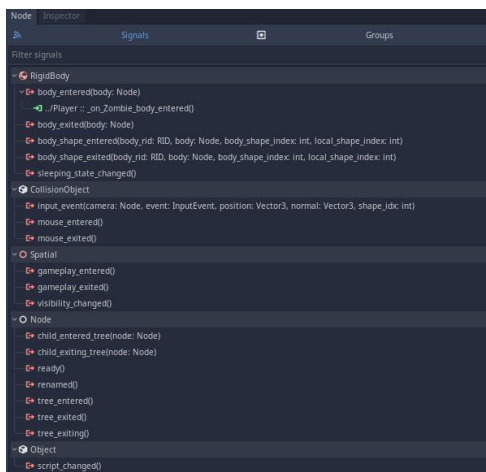 Node Inspector
Signals Groups
Filter signals
RigidBody
body_entered(body: Node)
../Player :: _on_Zombie_body_entered()
body_exited(body: Node)
body_shape_entered(body_rid: RID, body: Node, body_shape_index: int, local_shape_index: int)
body_shape_exited(body_rid: RID, body: Node, body_shape_index: int, local_shape_index: int)
sleeping_state_changed()
CollisionObject
input_event(camera: Node, event: InputEvent, position: Vector3, normal: Vector3, shape_idx: int)
mouse_entered()
mouse_exited()
Spatial
gameplay_entered()
gameplay_exited()
visibility_changed()
Node
child_entered_tree(node: Node)
child_exiting_tree(node: Node)
ready()
renamed()
tree_entered()
tree_exited()
tree_exiting()
Object
script_changed()